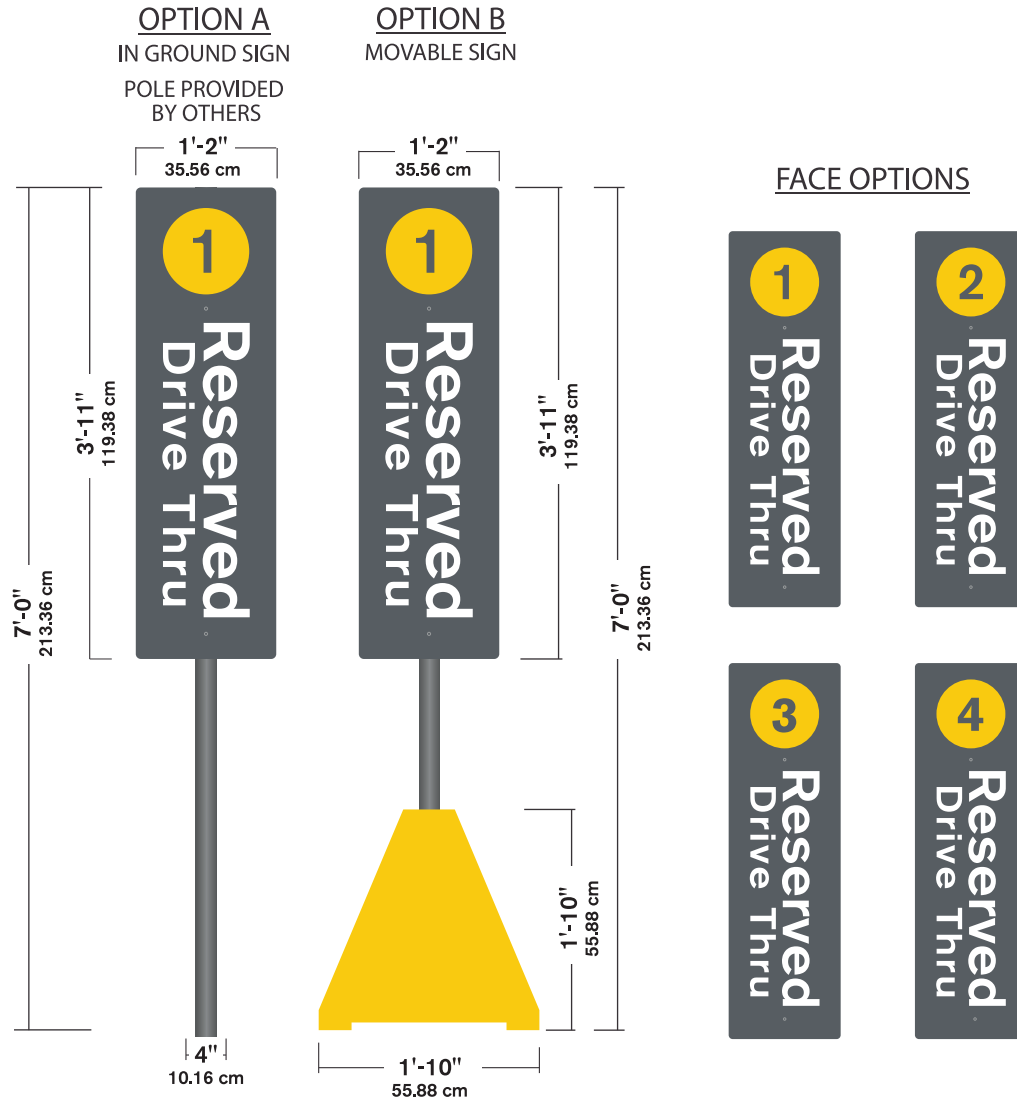 OPTION A
IN GROUND SIGN
POLE PROVIDED
BY OTHERS
1'-2"
35.56 cm
7'-0"
213.36 cm
3'-11"
119.38 cm
1
Reserved
Drive Thru
4"
10.16 cm
OPTION B
MOVABLE SIGN
1'-2"
35.56 cm
1
Reserved
Drive Thru
3'-11"
119.38 cm
7'-0"
213.36 cm
1'-10"
55.88 cm
1'-10"
55.88 cm
FACE OPTIONS
1
Reserved
Drive Thru
2
Reserved
Drive Thru
3
Reserved
Drive Thru
4
Reserved
Drive Thru